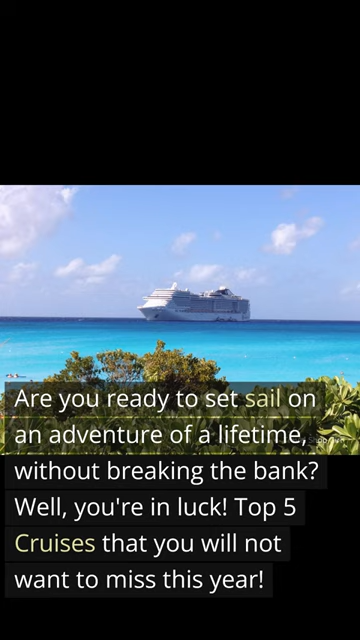 Are you ready to set sail on
an adventure of a lifetime,
without breaking the bank?
Well, you're in luck! Top 5
Cruises that you will not
want to miss this year!